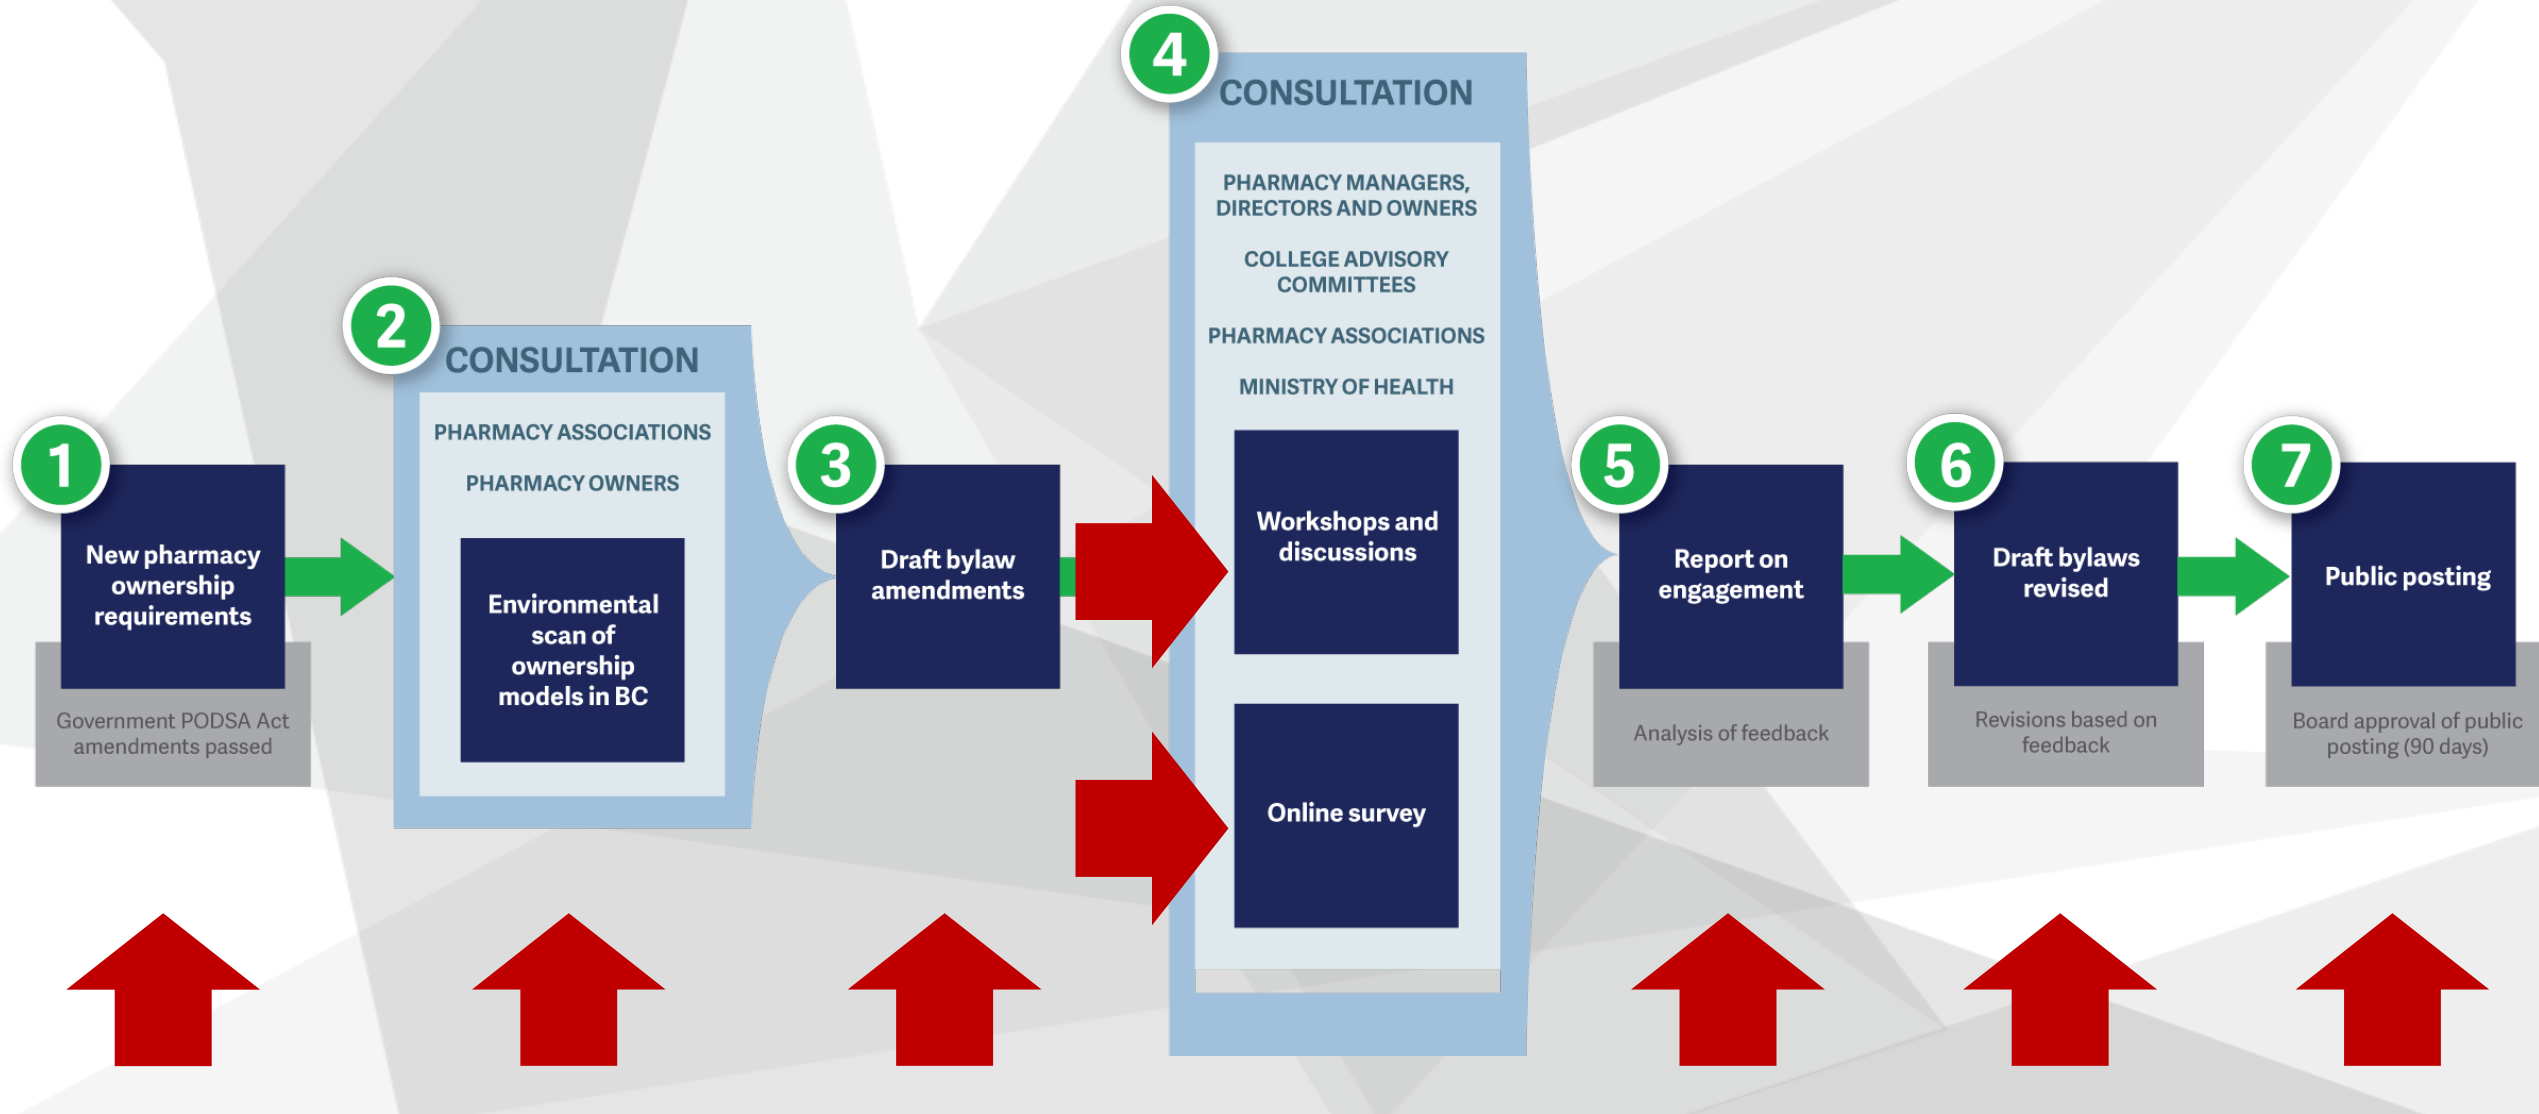 1
New pharmacy
ownership
requirements
Government PODSA Act
amendments passed
2
CONSULTATION
PHARMACY ASSOCIATIONS
PHARMACY OWNERS
Environmental
scan of
ownership
models in BC
3
Draft bylaw
amendments
4
CONSULTATION
PHARMACY MANAGERS,
DIRECTORS AND OWNERS
COLLEGE ADVISORY
COMMITTEES
PHARMACY ASSOCIATIONS
MINISTRY OF HEALTH
Workshops and
discussions
Online survey
5
Report on
engagement
Analysis of feedback
6
Draft bylaws
revised
Revisions based on
feedback
7
Public posting
Board approval of public
posting (90 days)